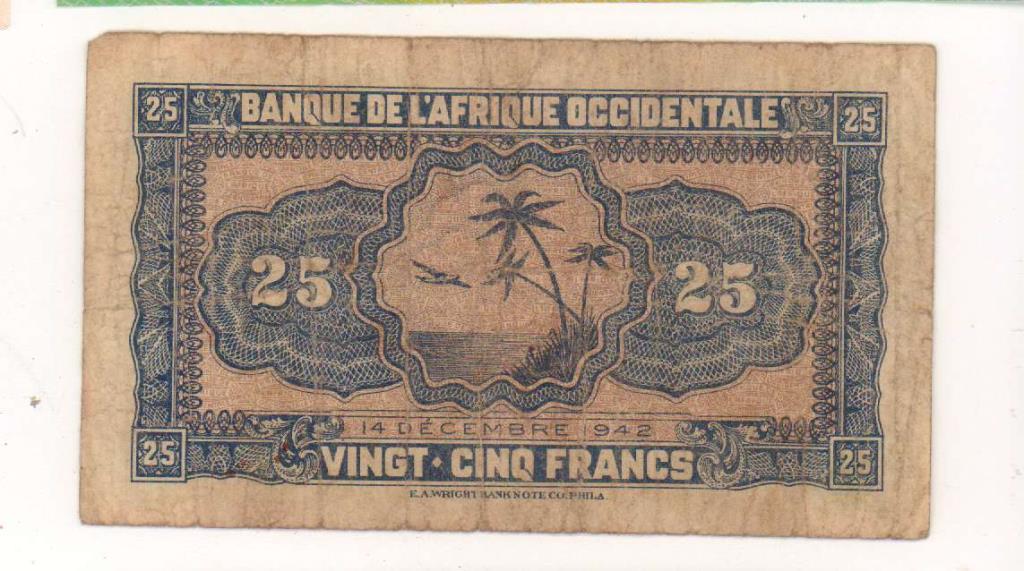 25 BANQUE DE L'AFRIQUE OCCIDENTALE 25
25 25
14 DÉCEMBRE 1942
25 VINGT-CINQ FRANCS 25
E.A.WRIGHT BANK NOTE CO. PHILA.